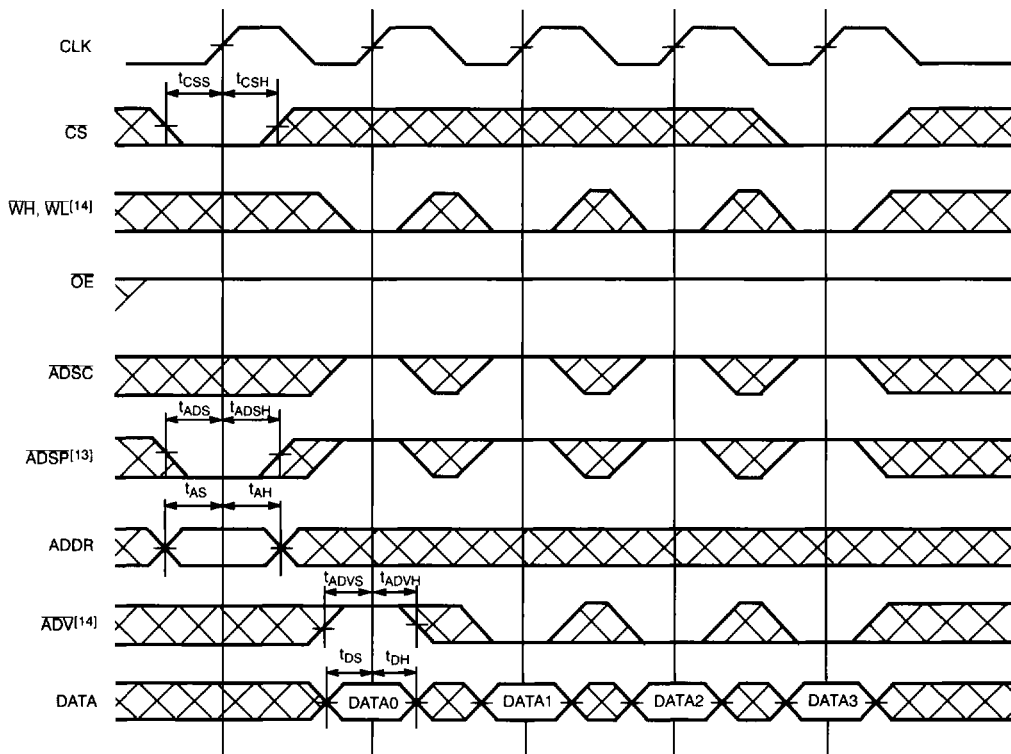 CLK
tCSS tCSH
CS
WH, WL[14]
OE
ADSC
tADS tADSH
ADSP[13]
tAS tAH
ADDR
tADVS tADVH
ADV[14]
tDS tDH
DATA DATA0 DATA1 DATA2 DATA3